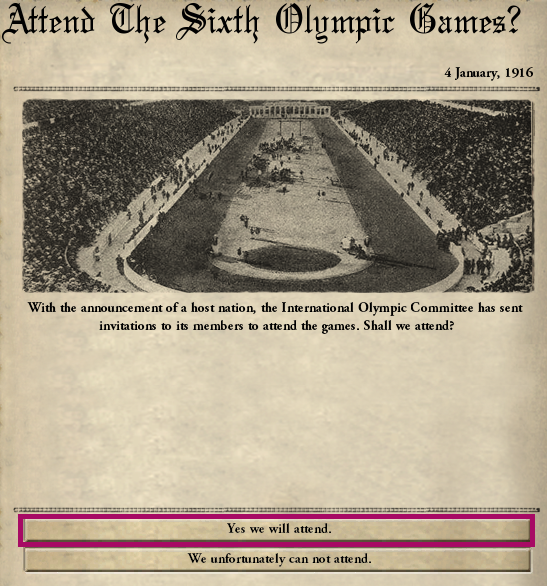 Attend The Sixth Olympic Games?
4 January, 1916
With the announcement of a host nation, the International Olympic Committee has sent
invitations to its members to attend the games. Shall we attend?
Yes we will attend.
We unfortunately can not attend.